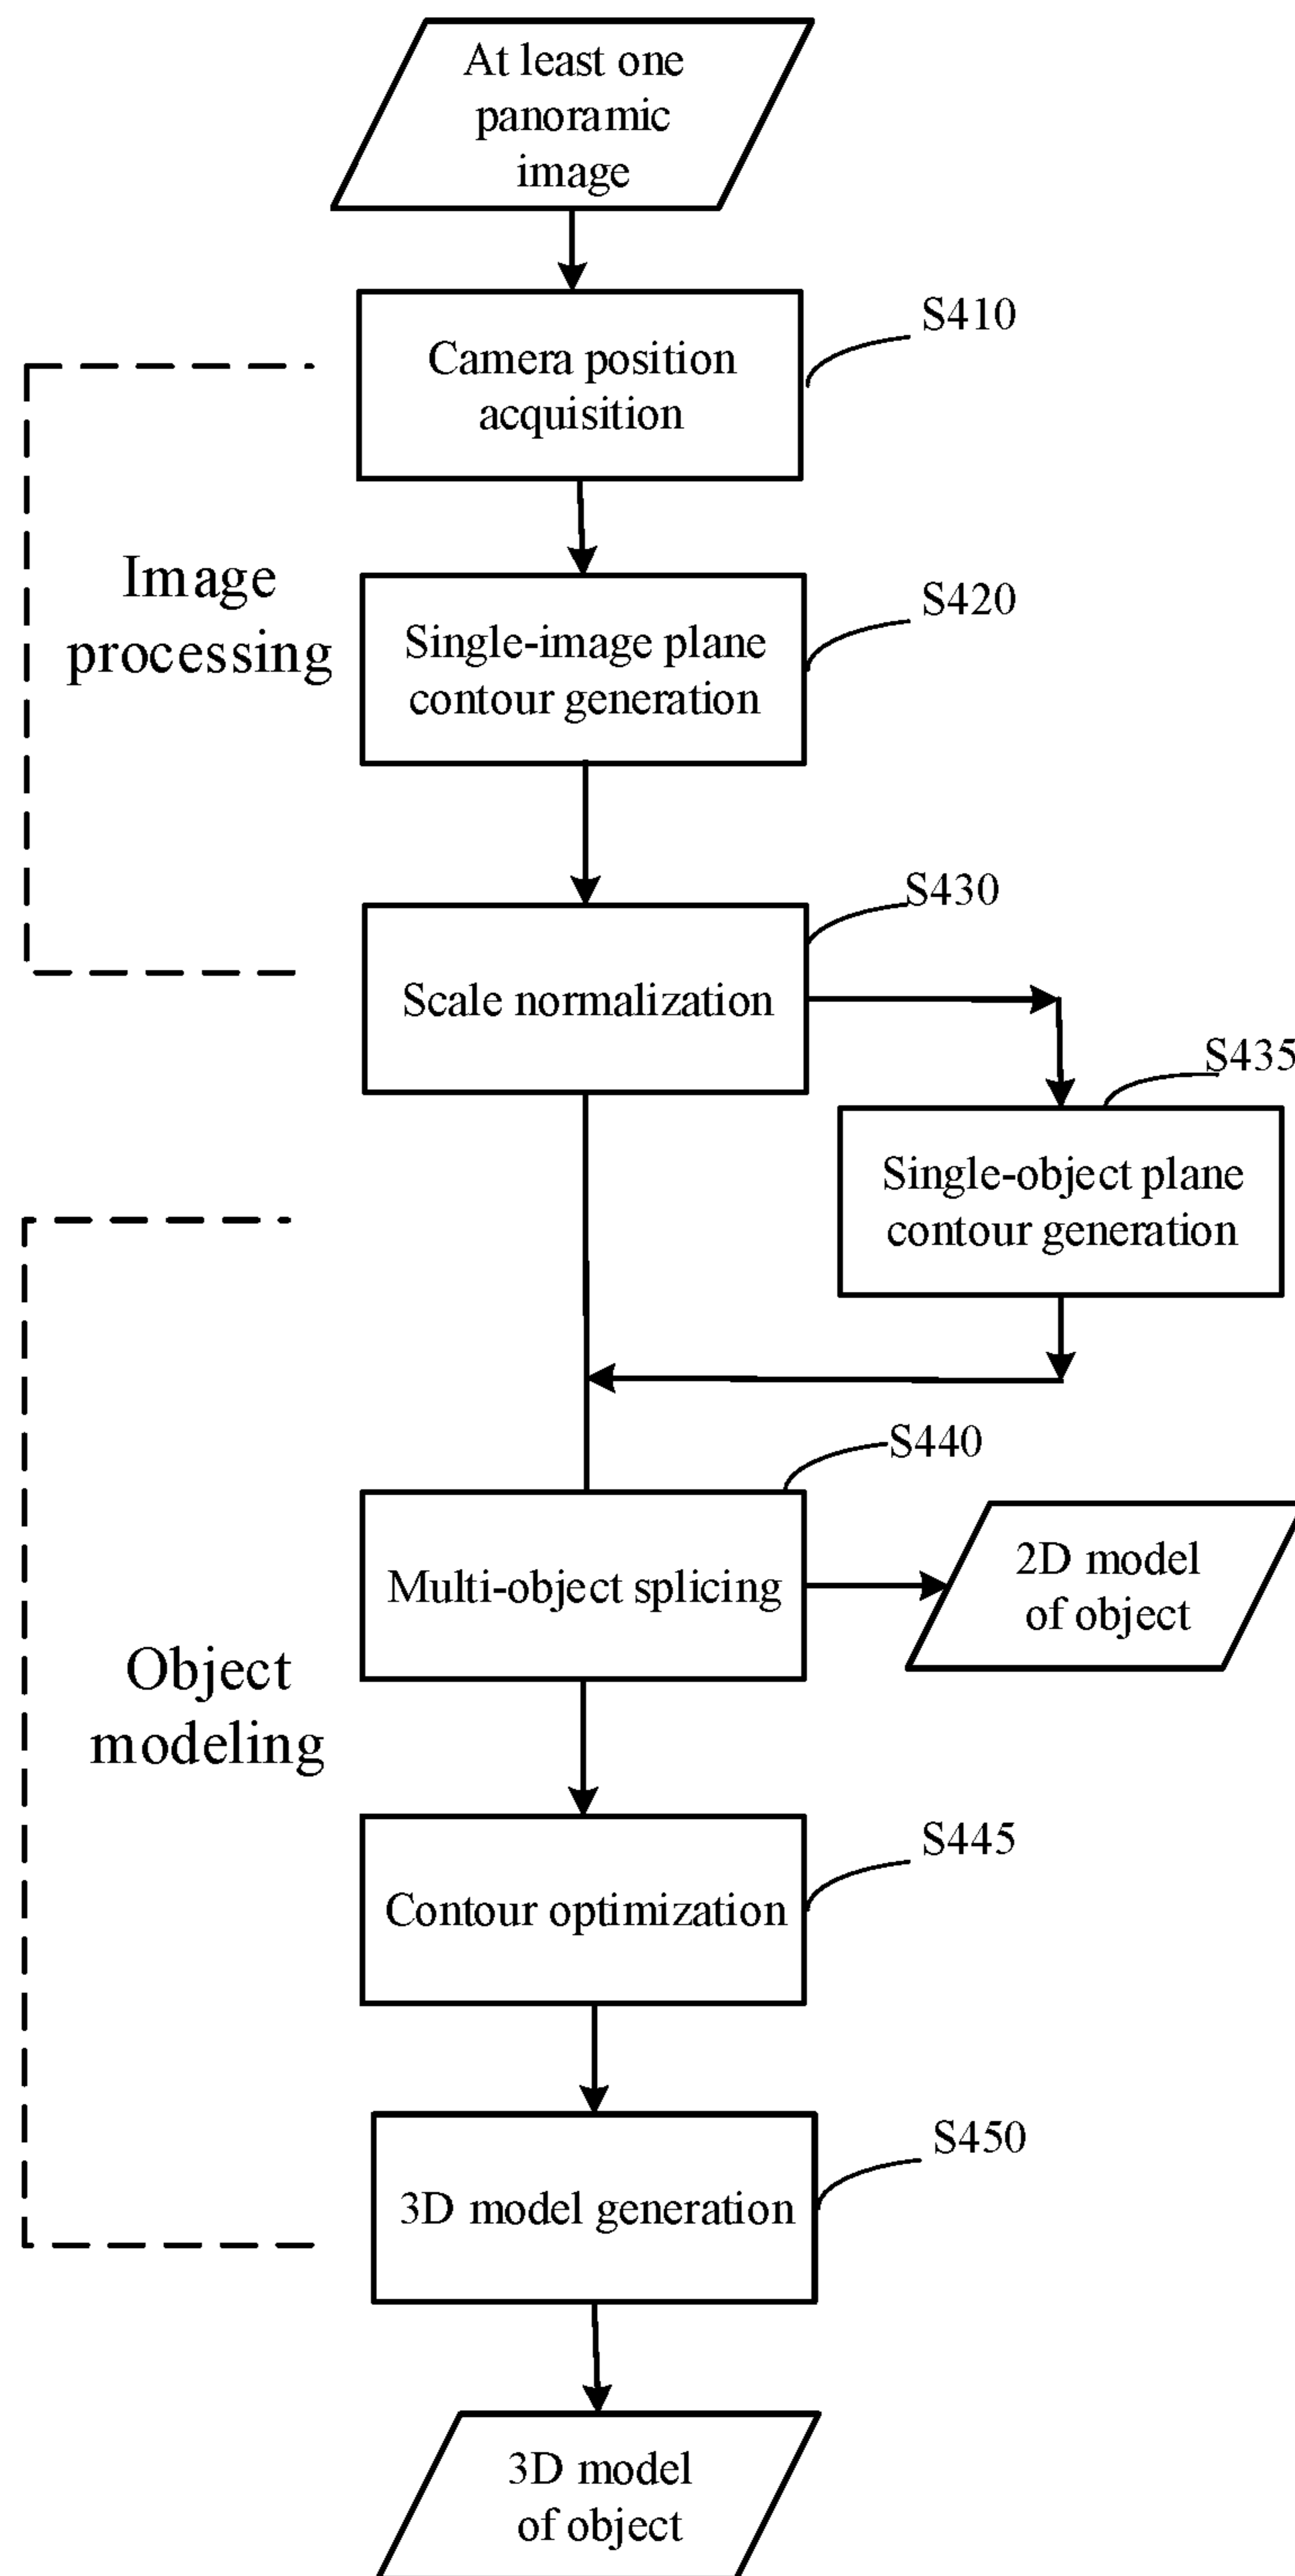 At least one
panoramic
image
S410
Camera position
acquisition
Image
processing
S420
Single-image plane
contour generation
S430
Scale normalization
S435
Single-object plane
contour generation
S440
Multi-object splicing
2D model
of object
Object
modeling
S445
Contour optimization
S450
3D model generation
3D model
of object